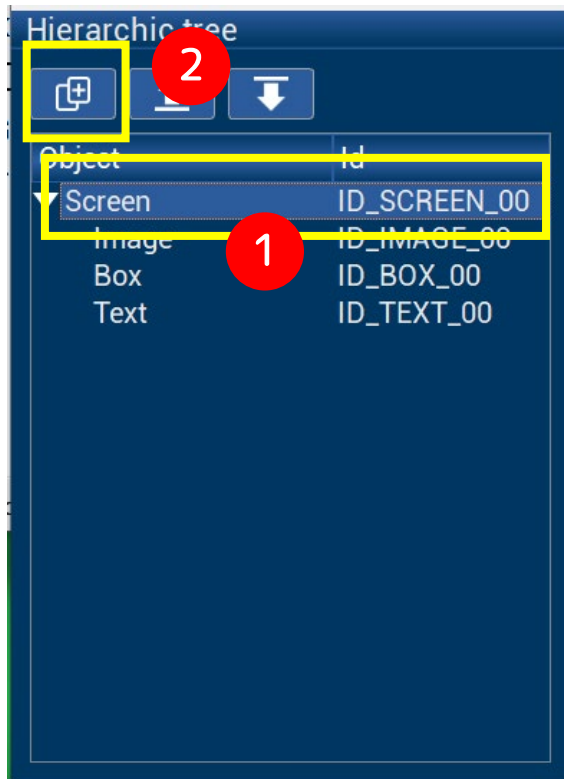 Hierarchic tree
2
Object Id
Screen ID_SCREEN_00
1
Image ID_IMAGE_00
Box ID_BOX_00
Text ID_TEXT_00